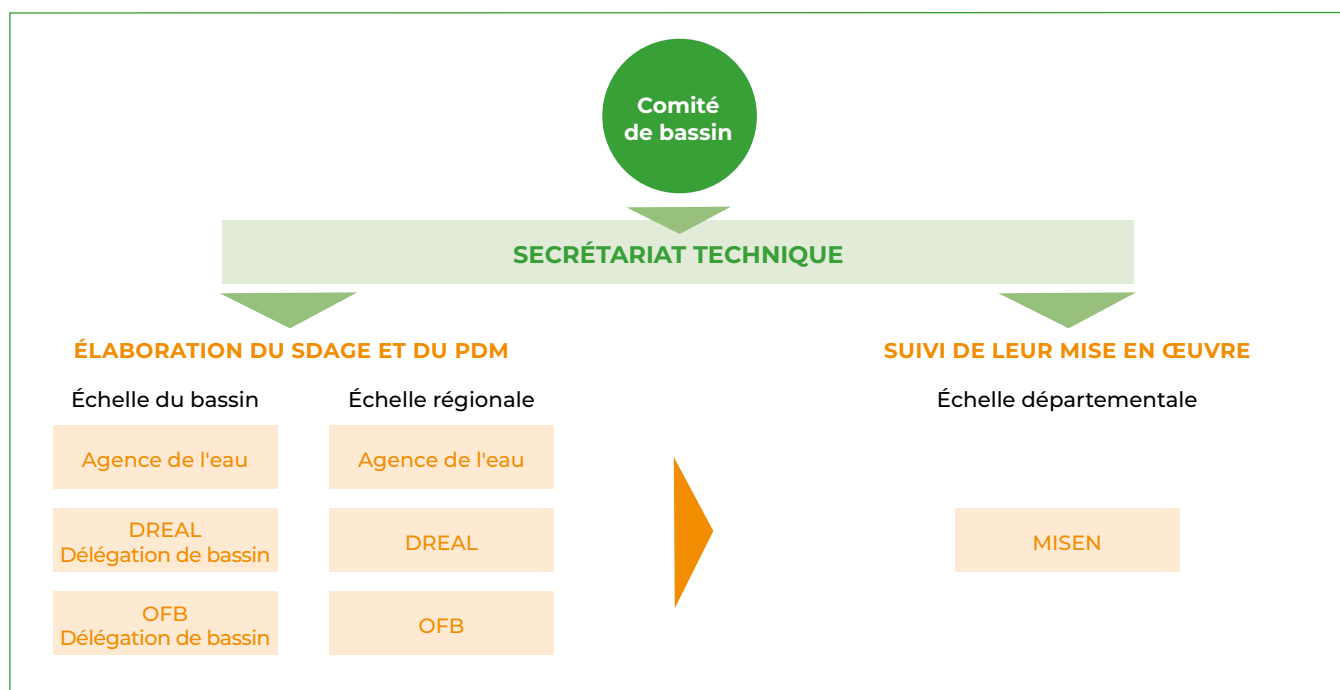 Comité
de bassin
SECRÉTARIAT TECHNIQUE
ÉLABORATION DU SDAGE ET DU PDM
Échelle du bassin
Agence de l'eau
DREAL
Délégation de bassin
OFB
Délégation de bassin
Échelle régionale
Agence de l'eau
DREAL
OFB
SUIVI DE LEUR MISE EN ŒUVRE
Échelle départementale
MISEN